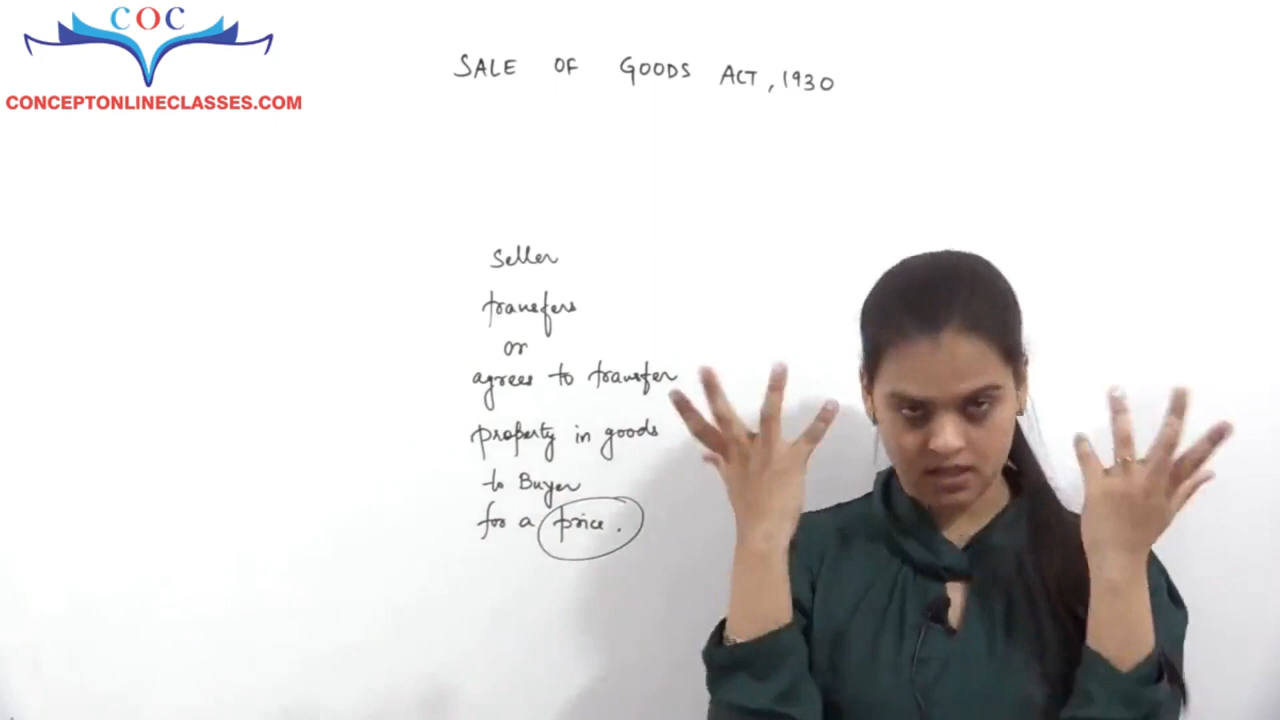 COC
CONCEPTONLINECLASSES.COM
SALE OF GOODS ACT, 1930
Seller
transfers
or
agrees to transfer
property in goods
to Buyer
for a price.